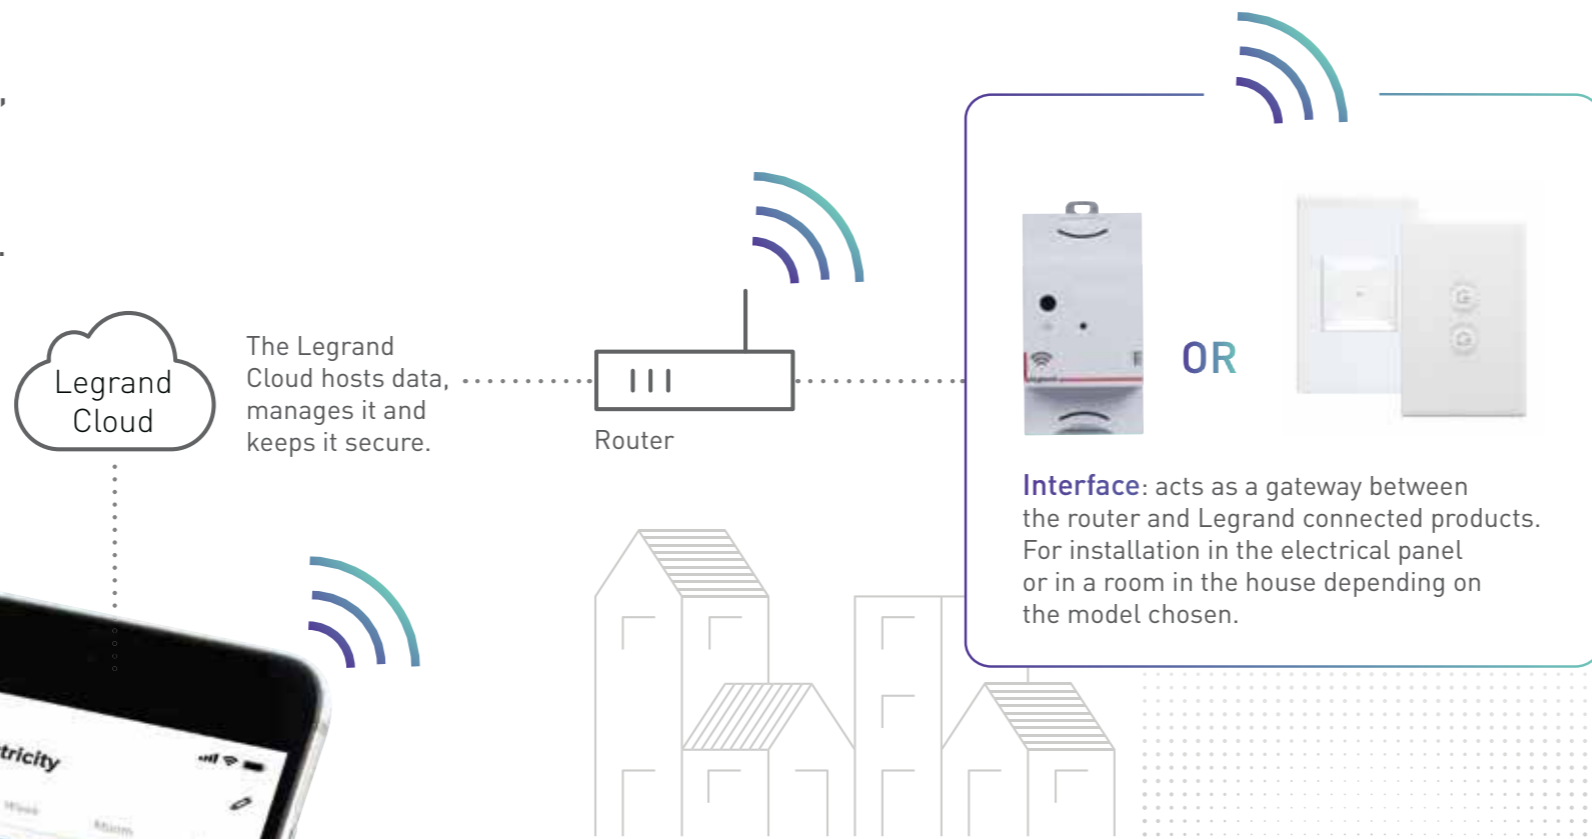 Legrand
Cloud
The Legrand
Cloud hosts data,
manages it and
keeps it secure.
Router
OR
Interface: acts as a gateway between
the router and Legrand connected products.
For installation in the electrical panel
or in a room in the house depending on
the model chosen.
tricity
Week